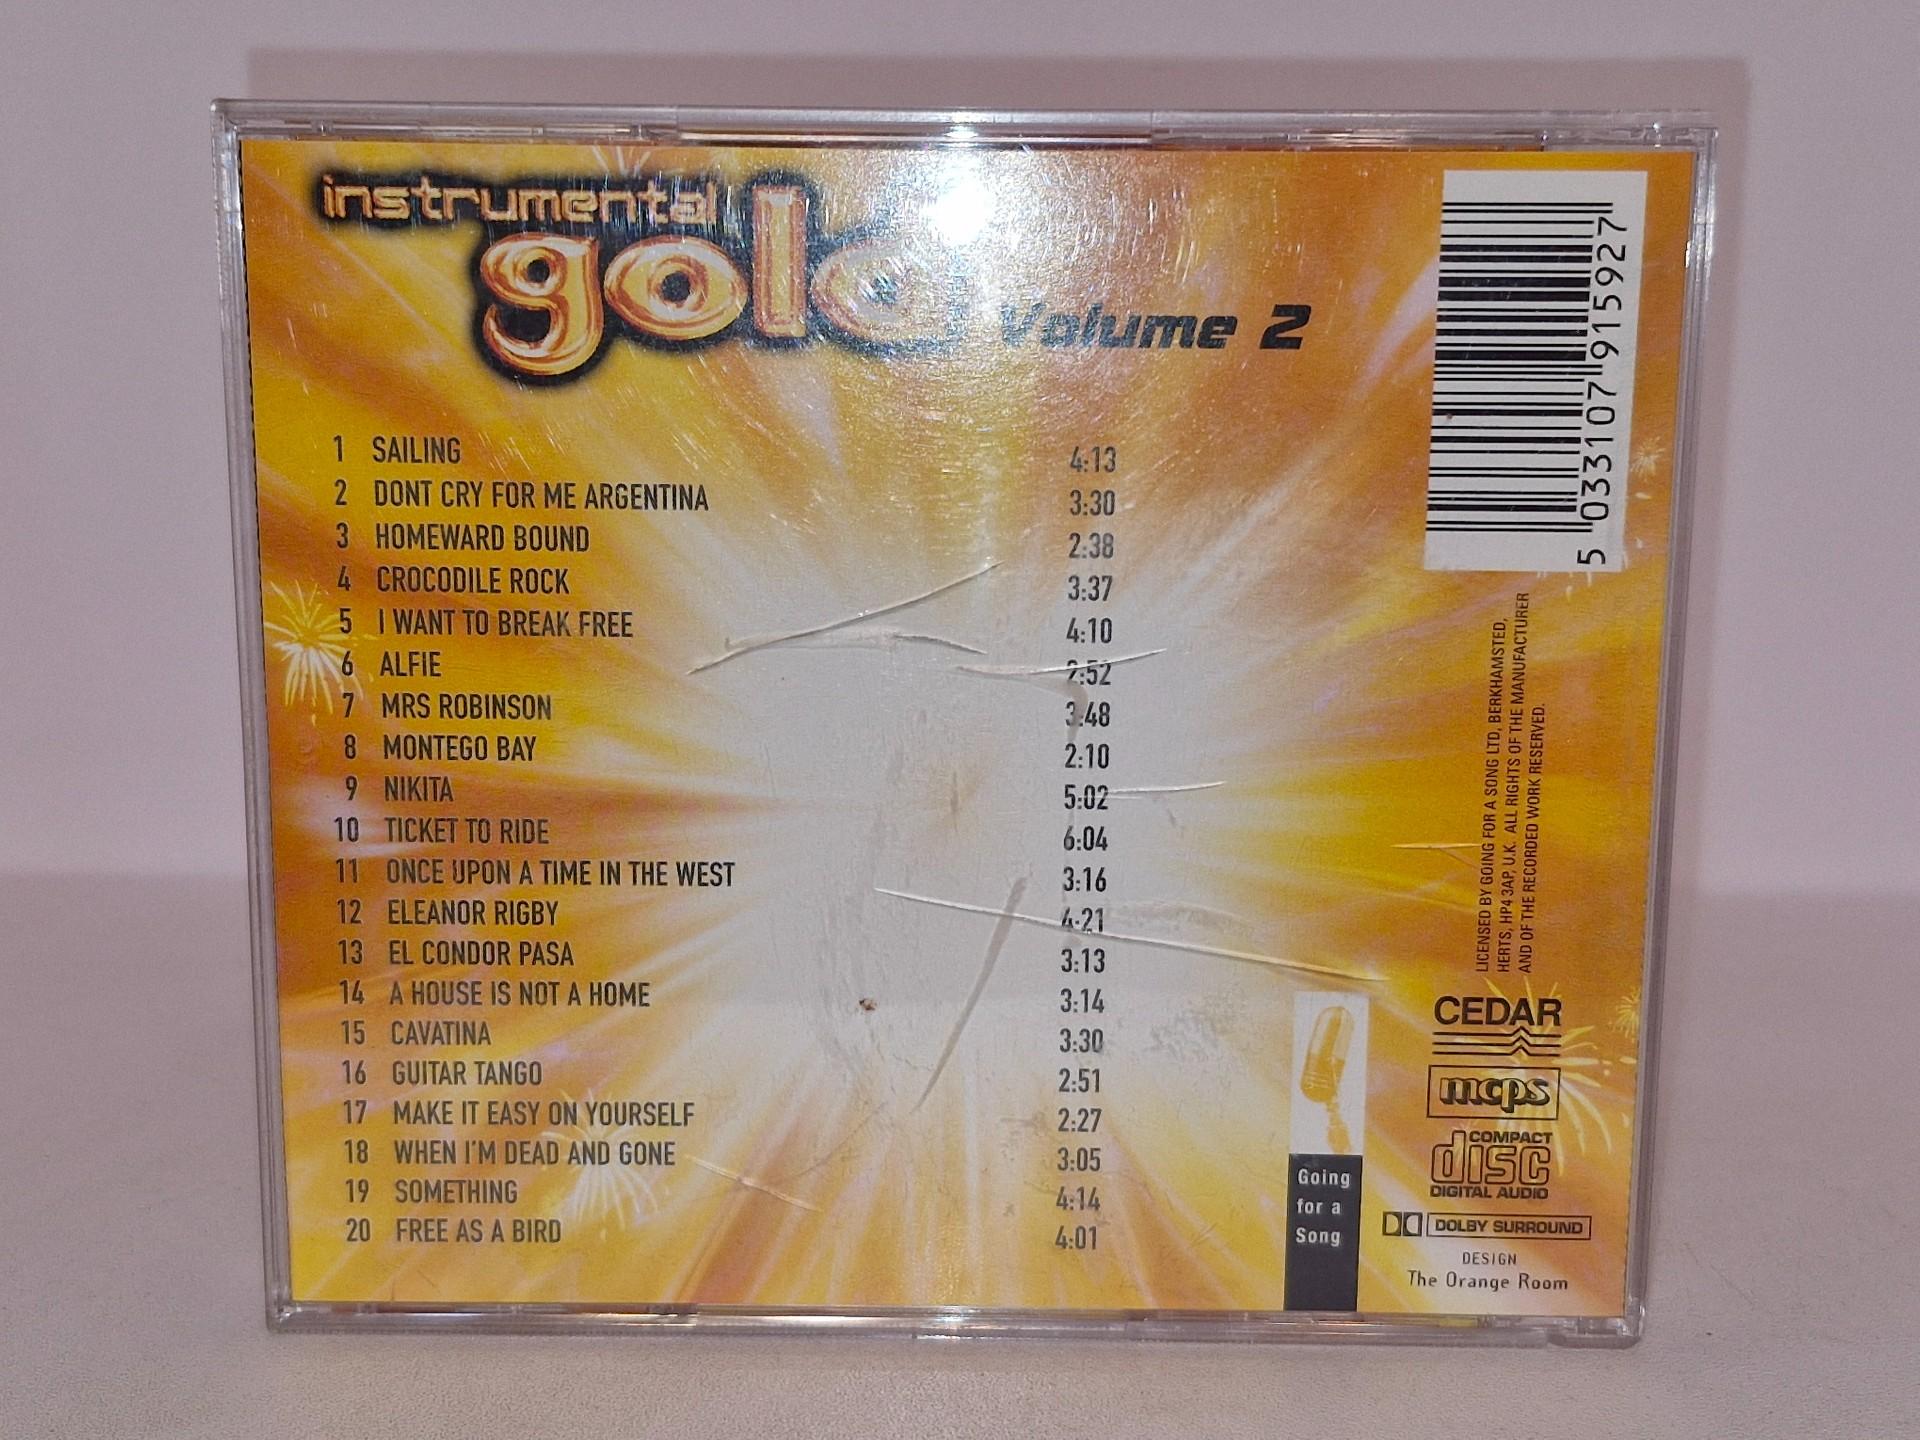 instrumental
gold Volume 2
1 SAILING 4:13
2 DONT CRY FOR ME ARGENTINA 3:30
3 HOMEWARD BOUND 2:38
4 CROCODILE ROCK 3:37
5 I WANT TO BREAK FREE 4:10
6 ALFIE 2:52
7 MRS ROBINSON 3:48
8 MONTEGO BAY 2:10
9 NIKITA 5:02
10 TICKET TO RIDE 6:04
11 ONCE UPON A TIME IN THE WEST 3:16
12 ELEANOR RIGBY 4:21
13 EL CONDOR PASA 3:13
14 A HOUSE IS NOT A HOME 3:14
15 CAVATINA 3:30
16 GUITAR TANGO 2:51
17 MAKE IT EASY ON YOURSELF 2:27
18 WHEN I'M DEAD AND GONE 3:05
19 SOMETHING 4:14
20 FREE AS A BIRD 4:01
5 033107 915927
LICENSED BY GOING FOR A SONG LTD, BERKHAMSTED,
HERTS, HP4 3AP, U.K. ALL RIGHTS OF THE MANUFACTURER
AND OF THE RECORDED WORK RESERVED.
CEDAR
mcps
COMPACT
disc
DIGITAL AUDIO
DOLBY SURROUND
DESIGN
The Orange Room
Going
for a
Song